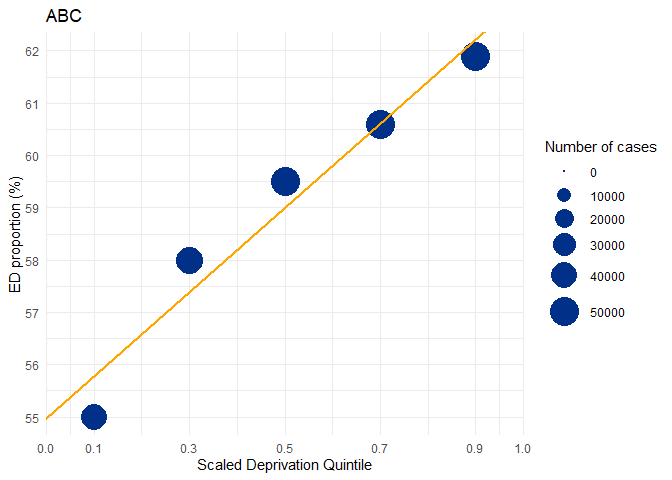 ABC
ED proportion (%)
62
61
60
59
58
57
56
55
0.0 0.1 0.3 0.5 0.7 0.9 1.0
Scaled Deprivation Quintile
Number of cases
0
10000
20000
30000
40000
50000